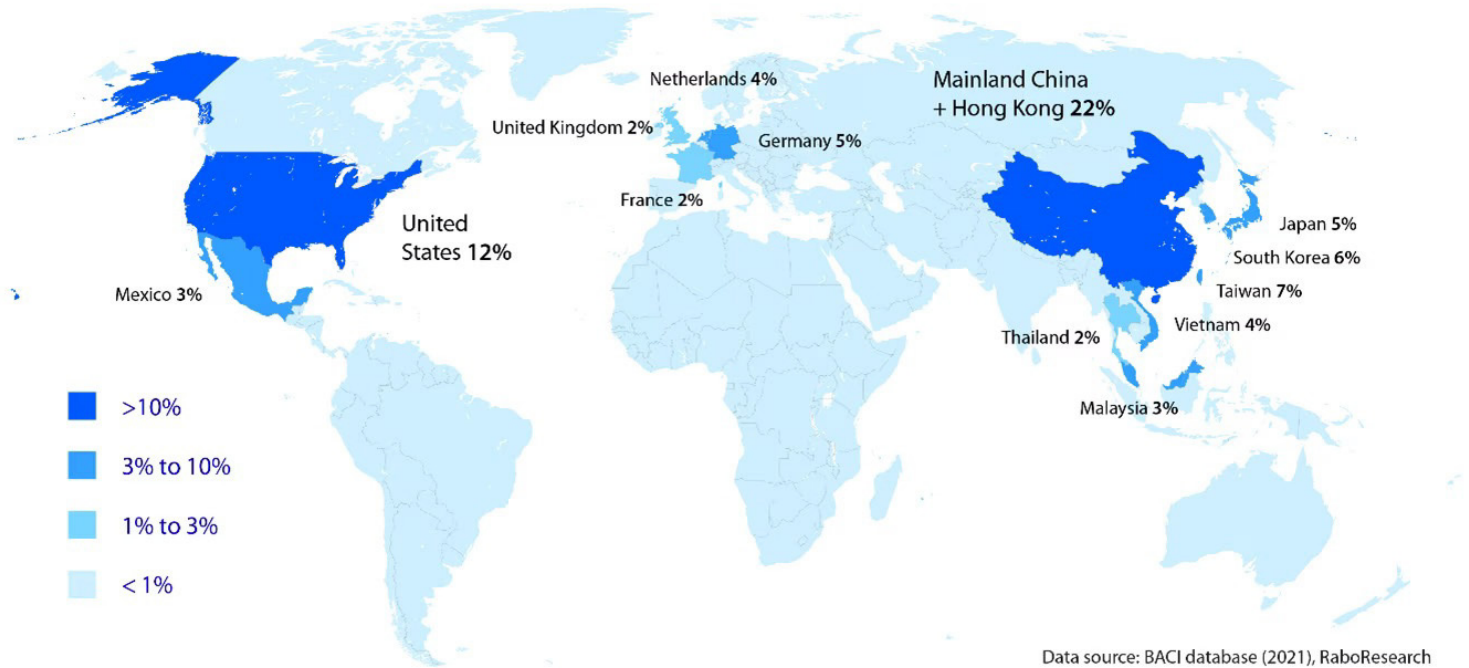 Netherlands 4%
Mainland China
+ Hong Kong 22%
United Kingdom 2%
Germany 5%
France 2%
United
States 12%
Japan 5%
South Korea 6%
Mexico 3%
Taiwan 7%
Vietnam 4%
Thailand 2%
Malaysia 3%
>10%
3% to 10%
1% to 3%
< 1%
Data source: BACI database (2021), RaboResearch